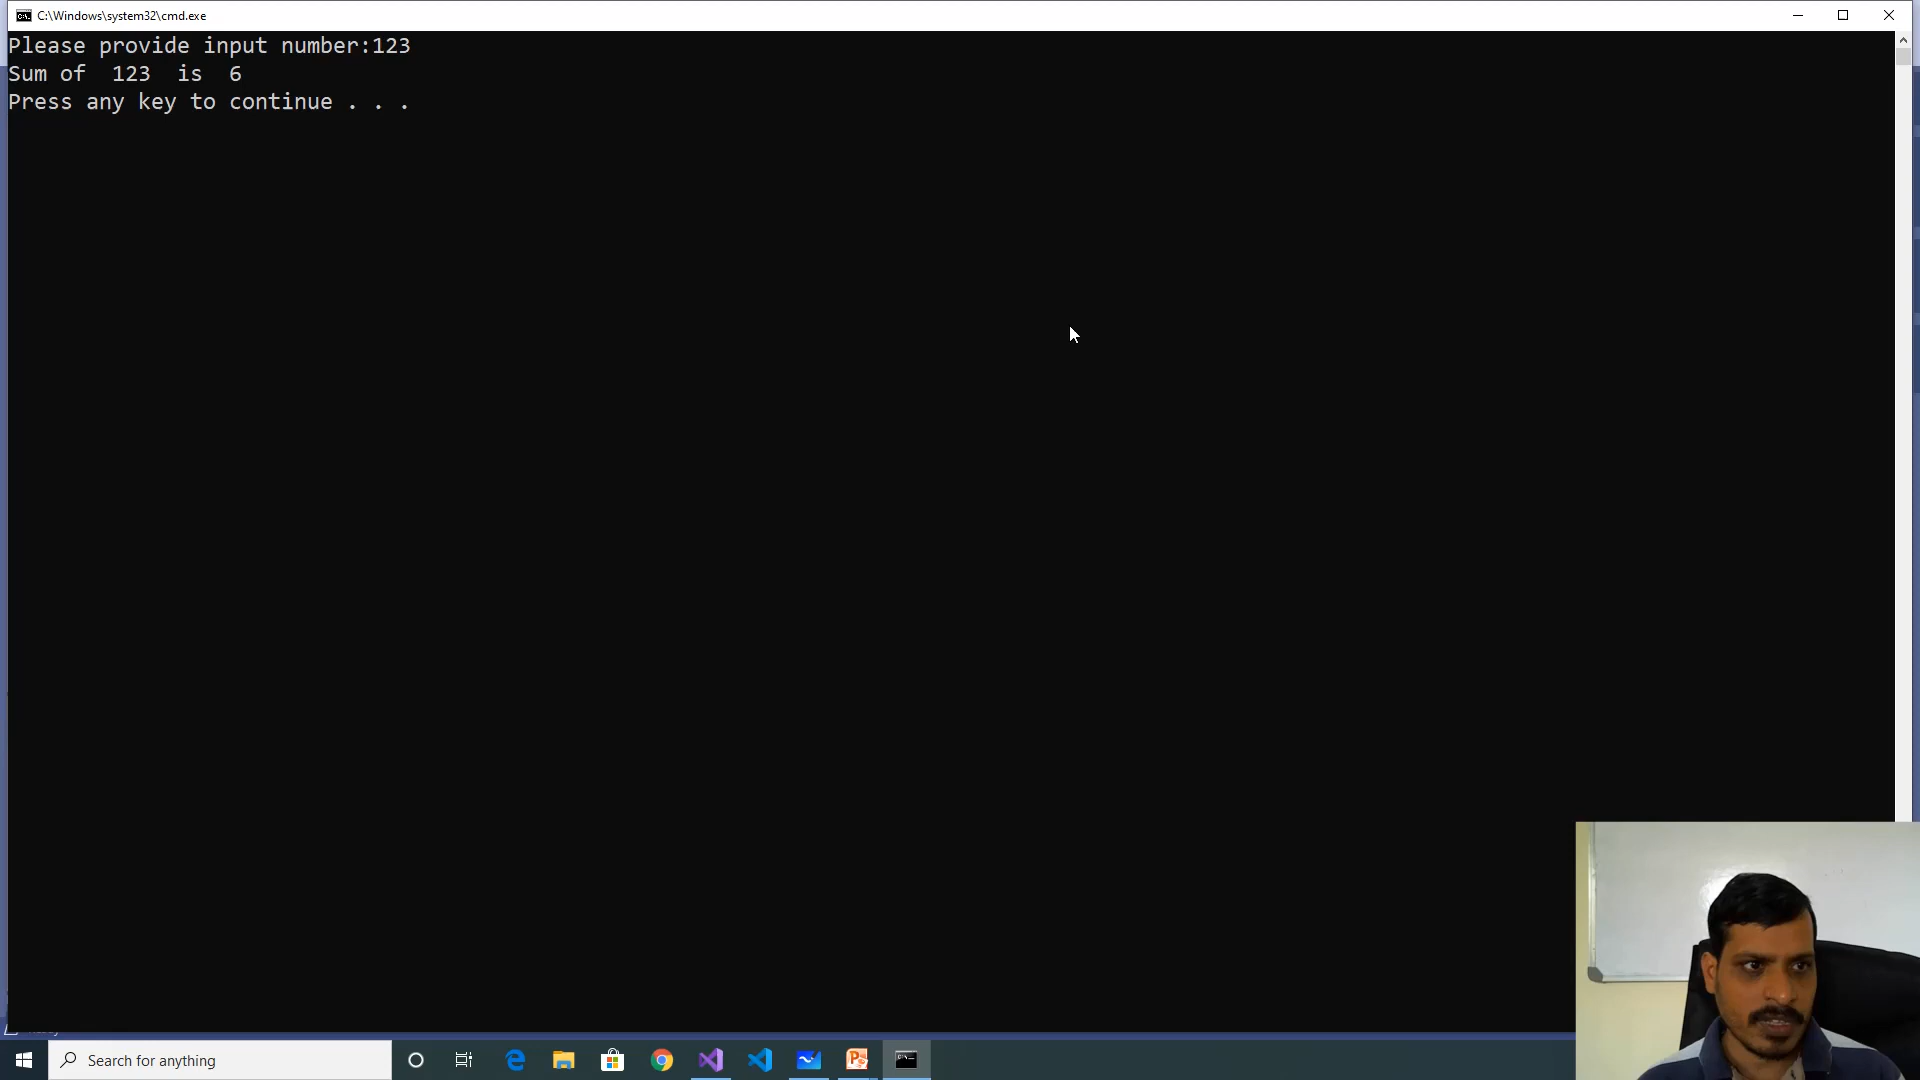 C:\Windows\system32\cmd.exe
Please provide input number:123
Sum of  123  is  6
Press any key to continue . . .
Search for anything